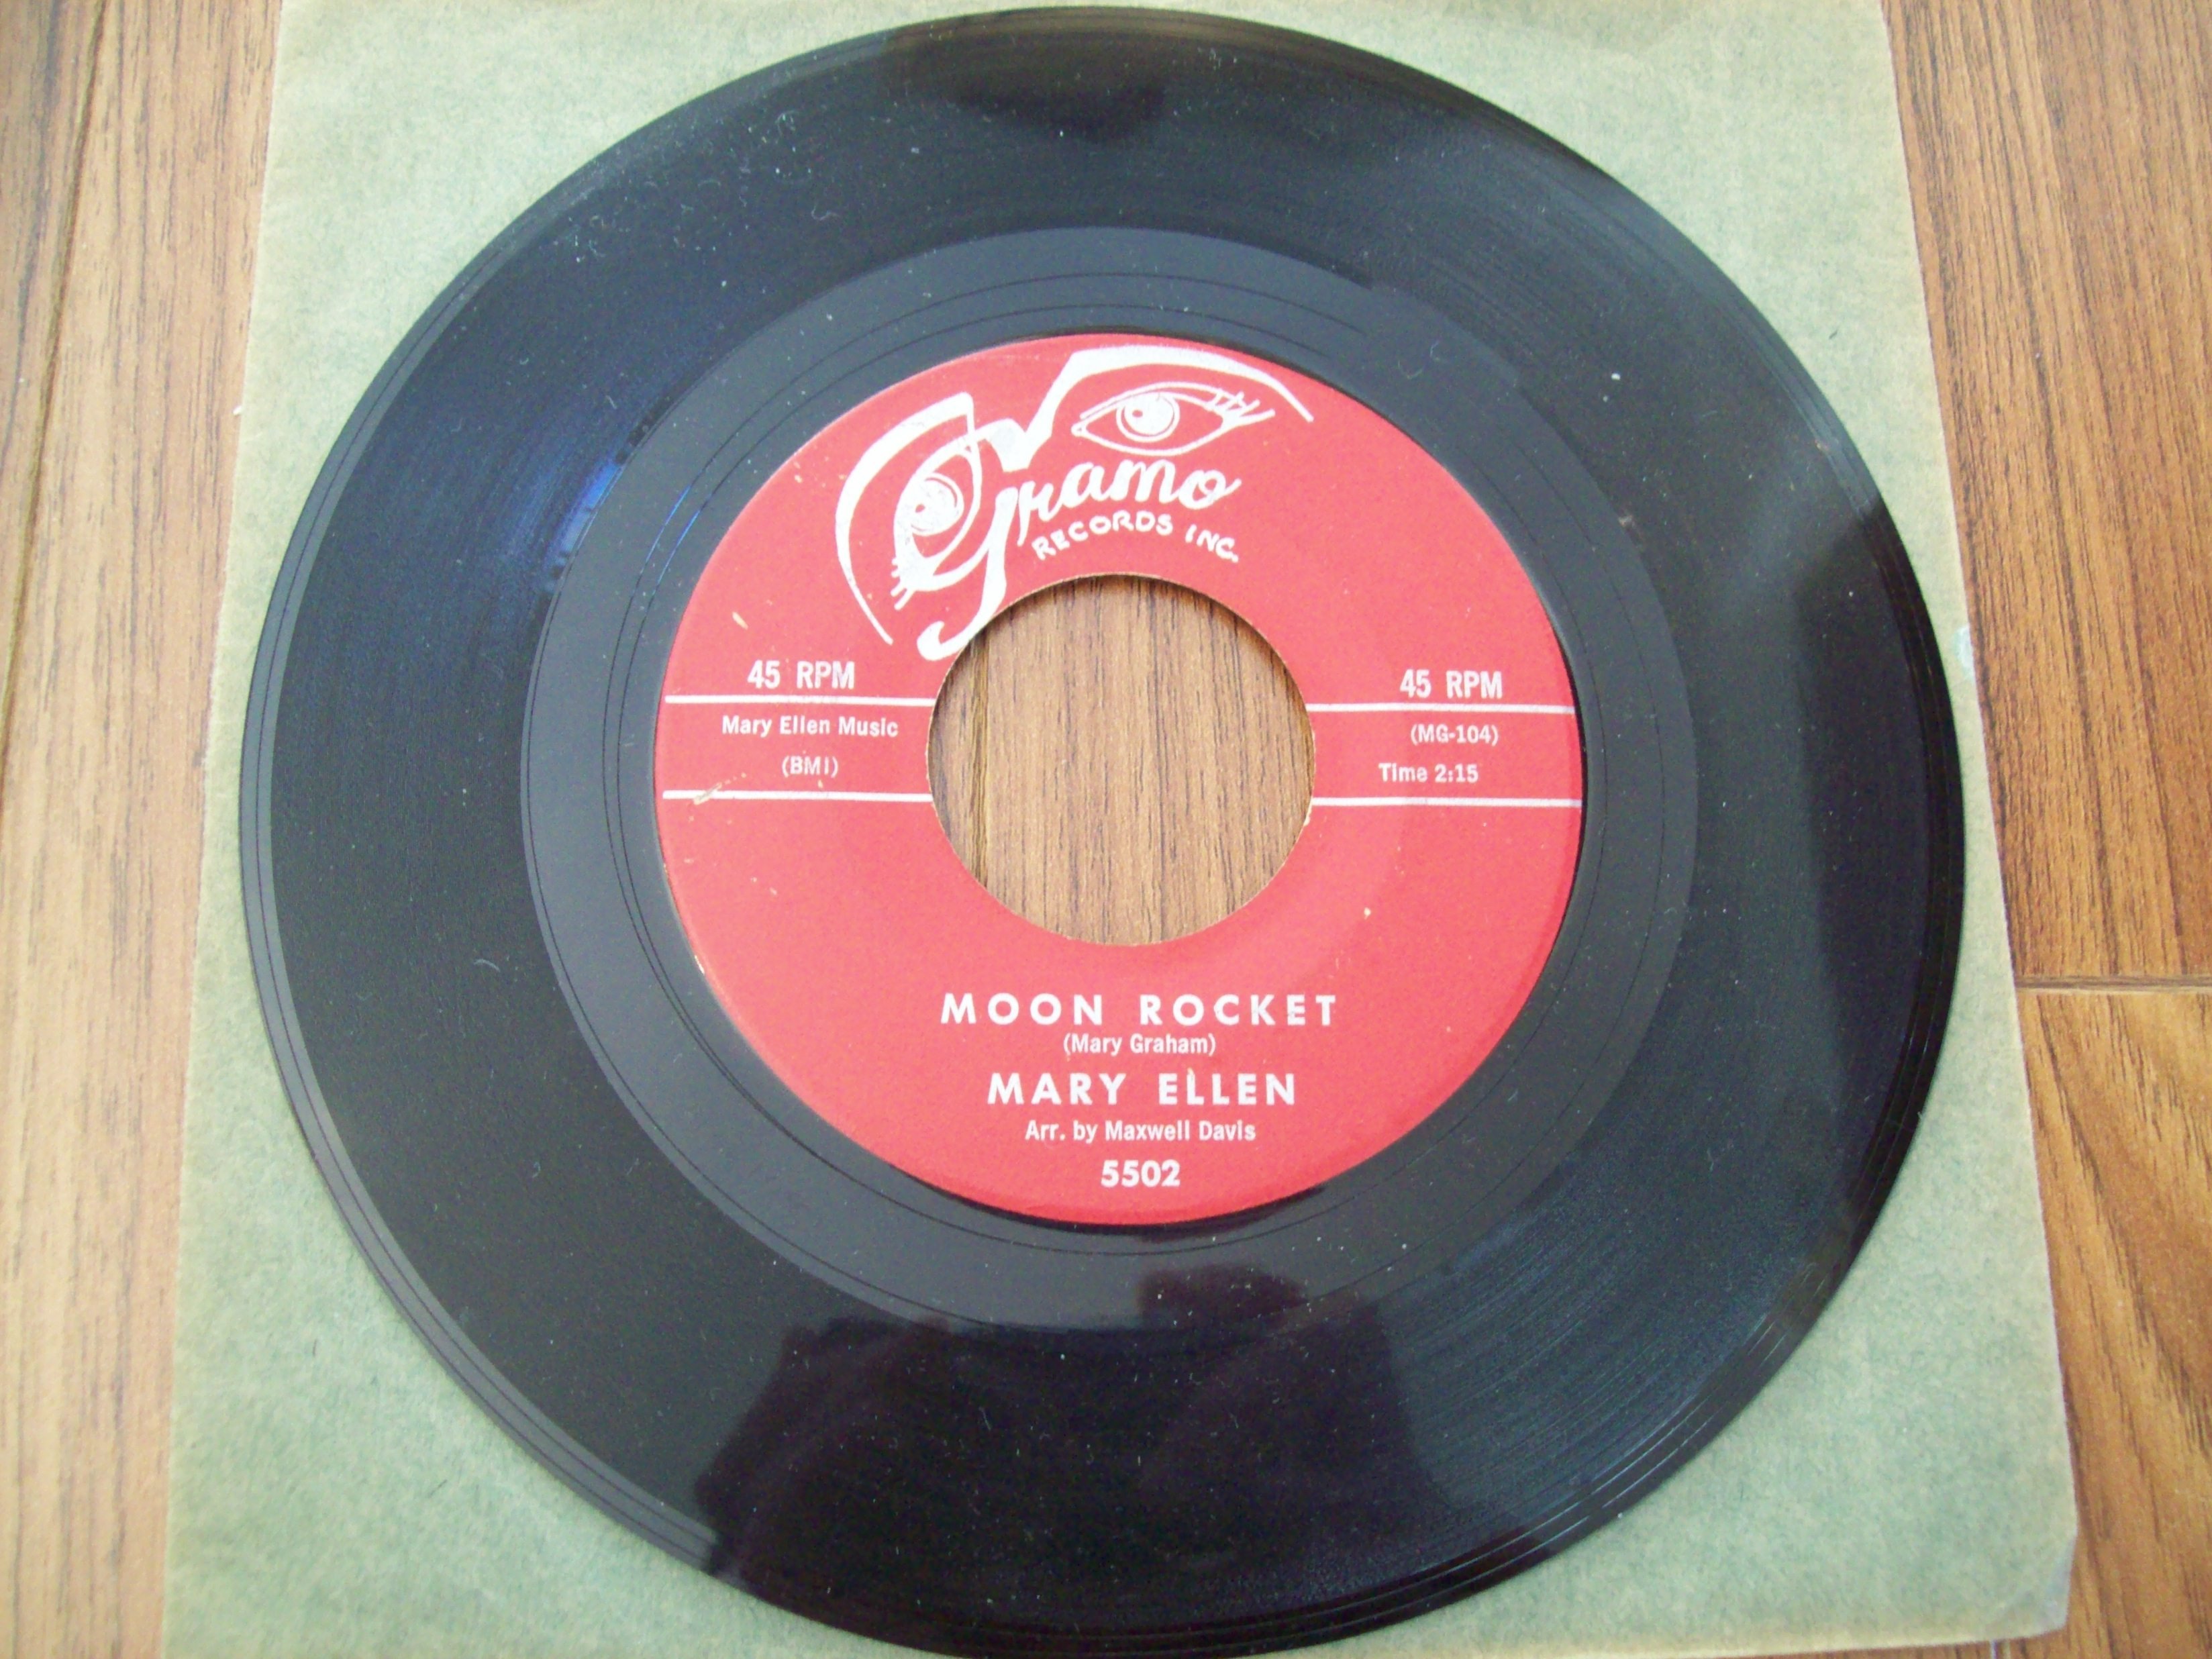 Gramo
RECORDS INC.
45 RPM
45 RPM
Mary Ellen Music
(BMI)
(MG-104)
Time 2:15
MOON ROCKET
(Mary Graham)
MARY ELLEN
Arr. by Maxwell Davis
5502